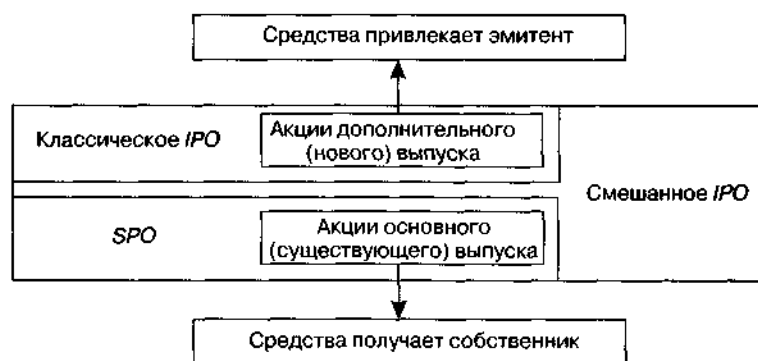 Средства привлекает эмитент
Классическое IPO
Акции дополнительного
(нового) выпуска
Смешанное IPO
SPO
Акции основного
(существующего) выпуска
Средства получает собственник